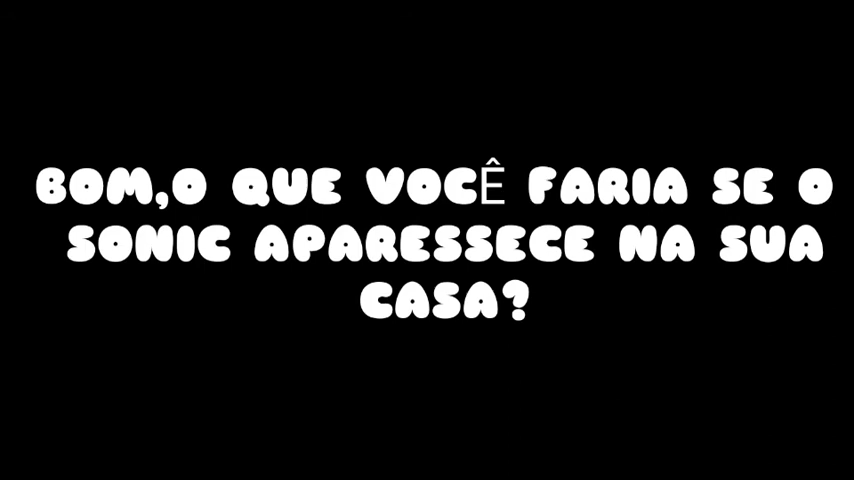 BOM,O QUE VOCÊ FARIA SE O
SONIC APARESSECE NA SUA
CASA?